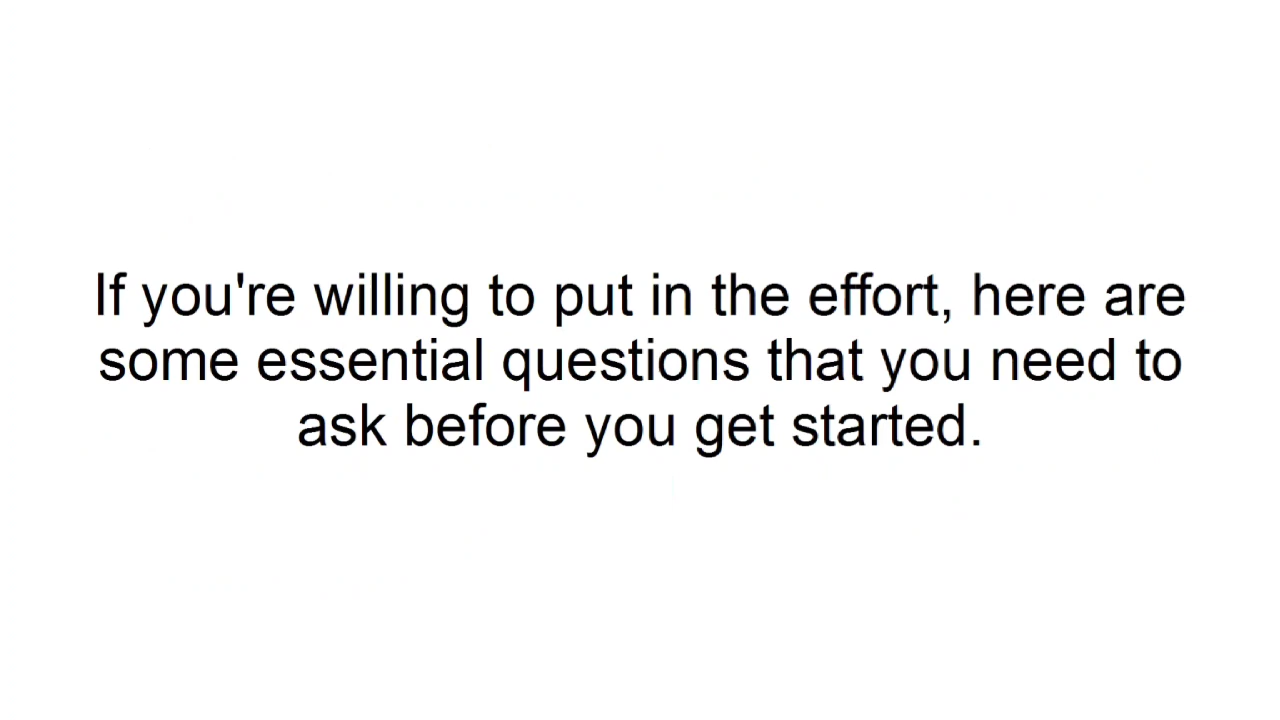 If you're willing to put in the effort, here are
some essential questions that you need to
ask before you get started.